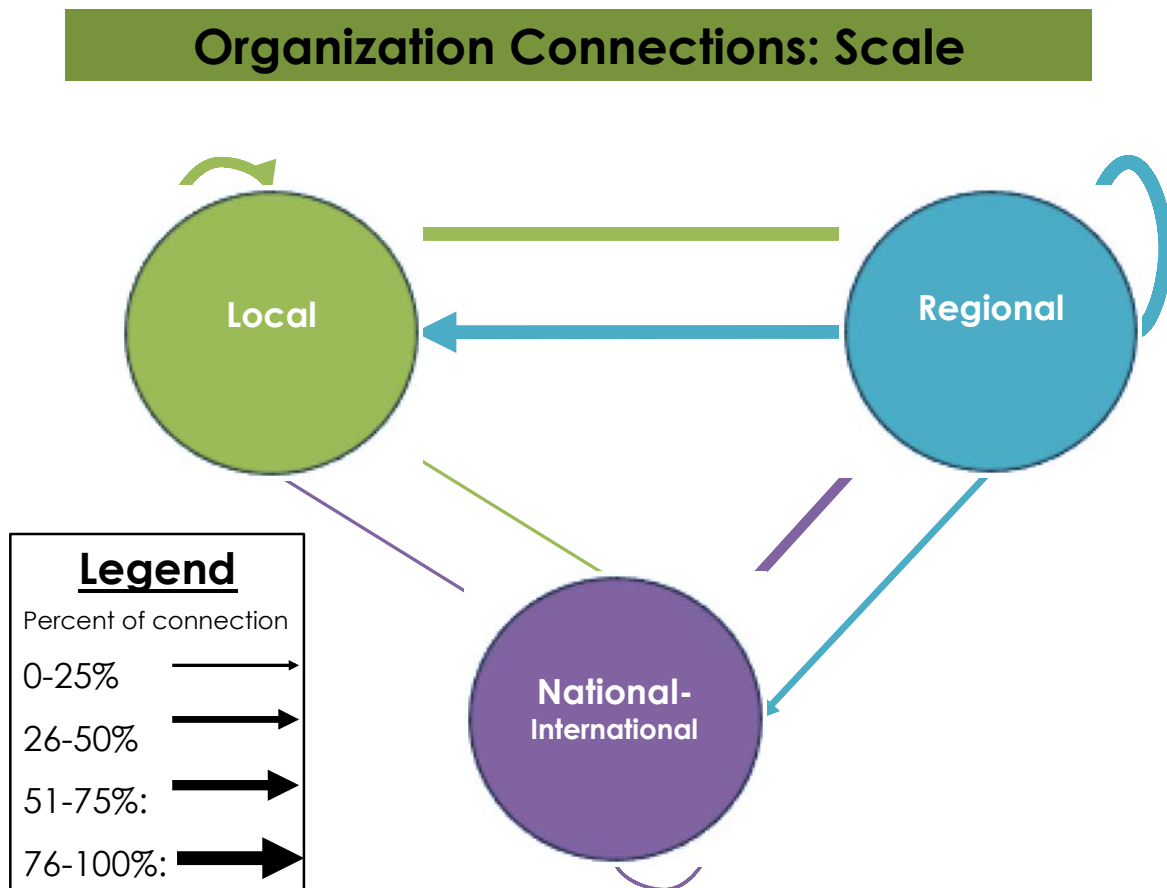 Organization Connections: Scale
Local
Regional
National-
International
Legend
Percent of connection
0-25%
26-50%
51-75%:
76-100%: